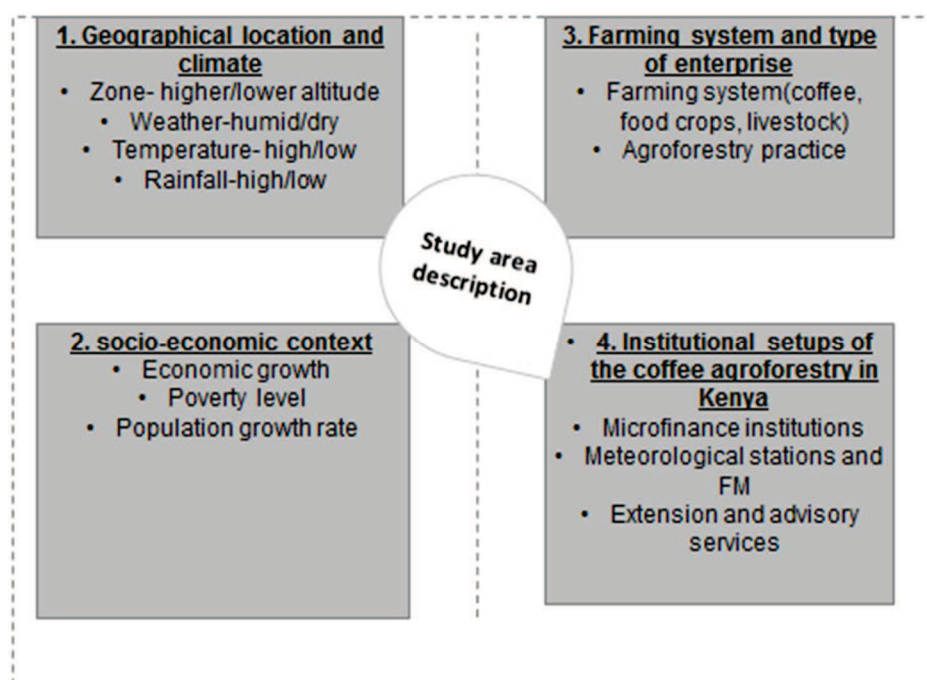 1. Geographical location and
climate
• Zone- higher/lower altitude
• Weather-humid/dry
• Temperature- high/low
• Rainfall-high/low
2. socio-economic context
• Economic growth
• Poverty level
• Population growth rate
Study area
description
3. Farming system and type
of enterprise
• Farming system(coffee,
food crops, livestock)
• Agroforestry practice
• 4. Institutional setups of
the coffee agroforestry in
Kenya
• Microfinance institutions
• Meteorological stations and
FM
• Extension and advisory
services